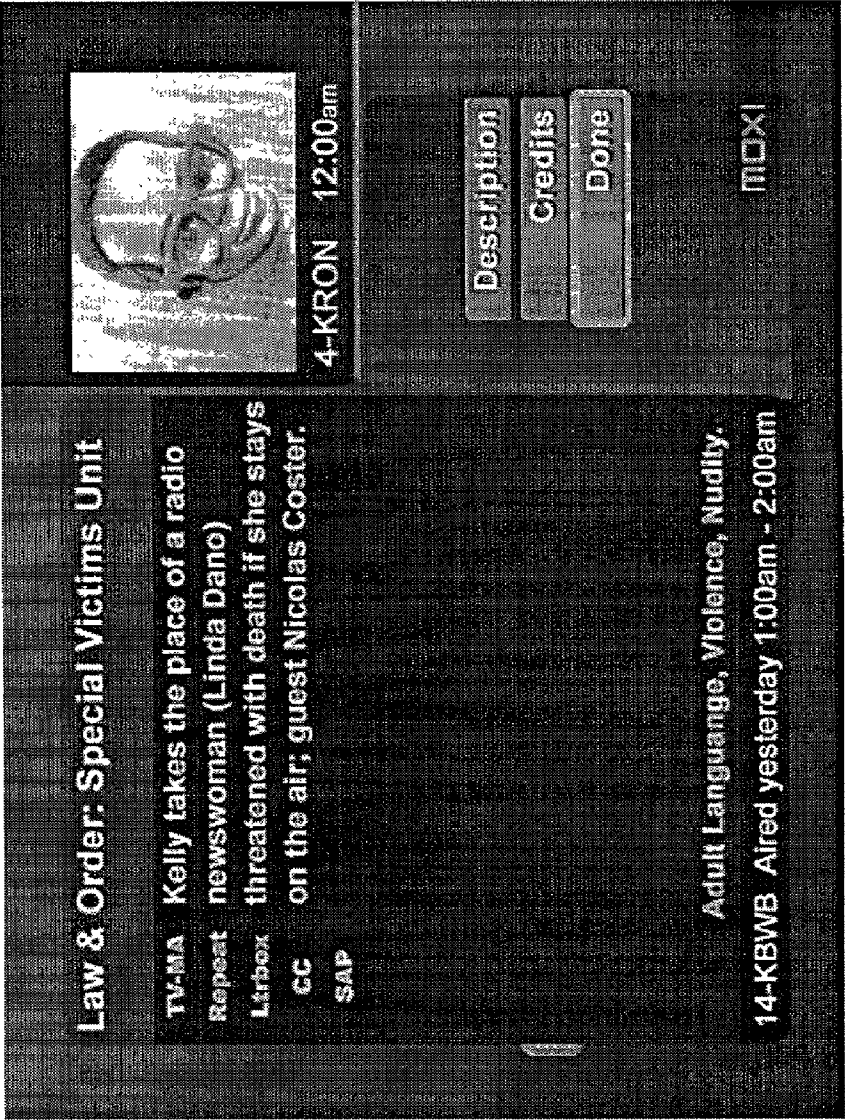 Law & Order: Special Victims Unit
TV-MA
Repeat
Ltrbox
CC
SAP
Kelly takes the place of a radio
newswoman (Linda Dano)
threatened with death if she stays
on the air; guest Nicolas Coster.
Adult Languange, Violence, Nudity.
14-KBWB Aired yesterday 1:00am - 2:00am
4-KRON 12:00am
Description
Credits
Done
moxi